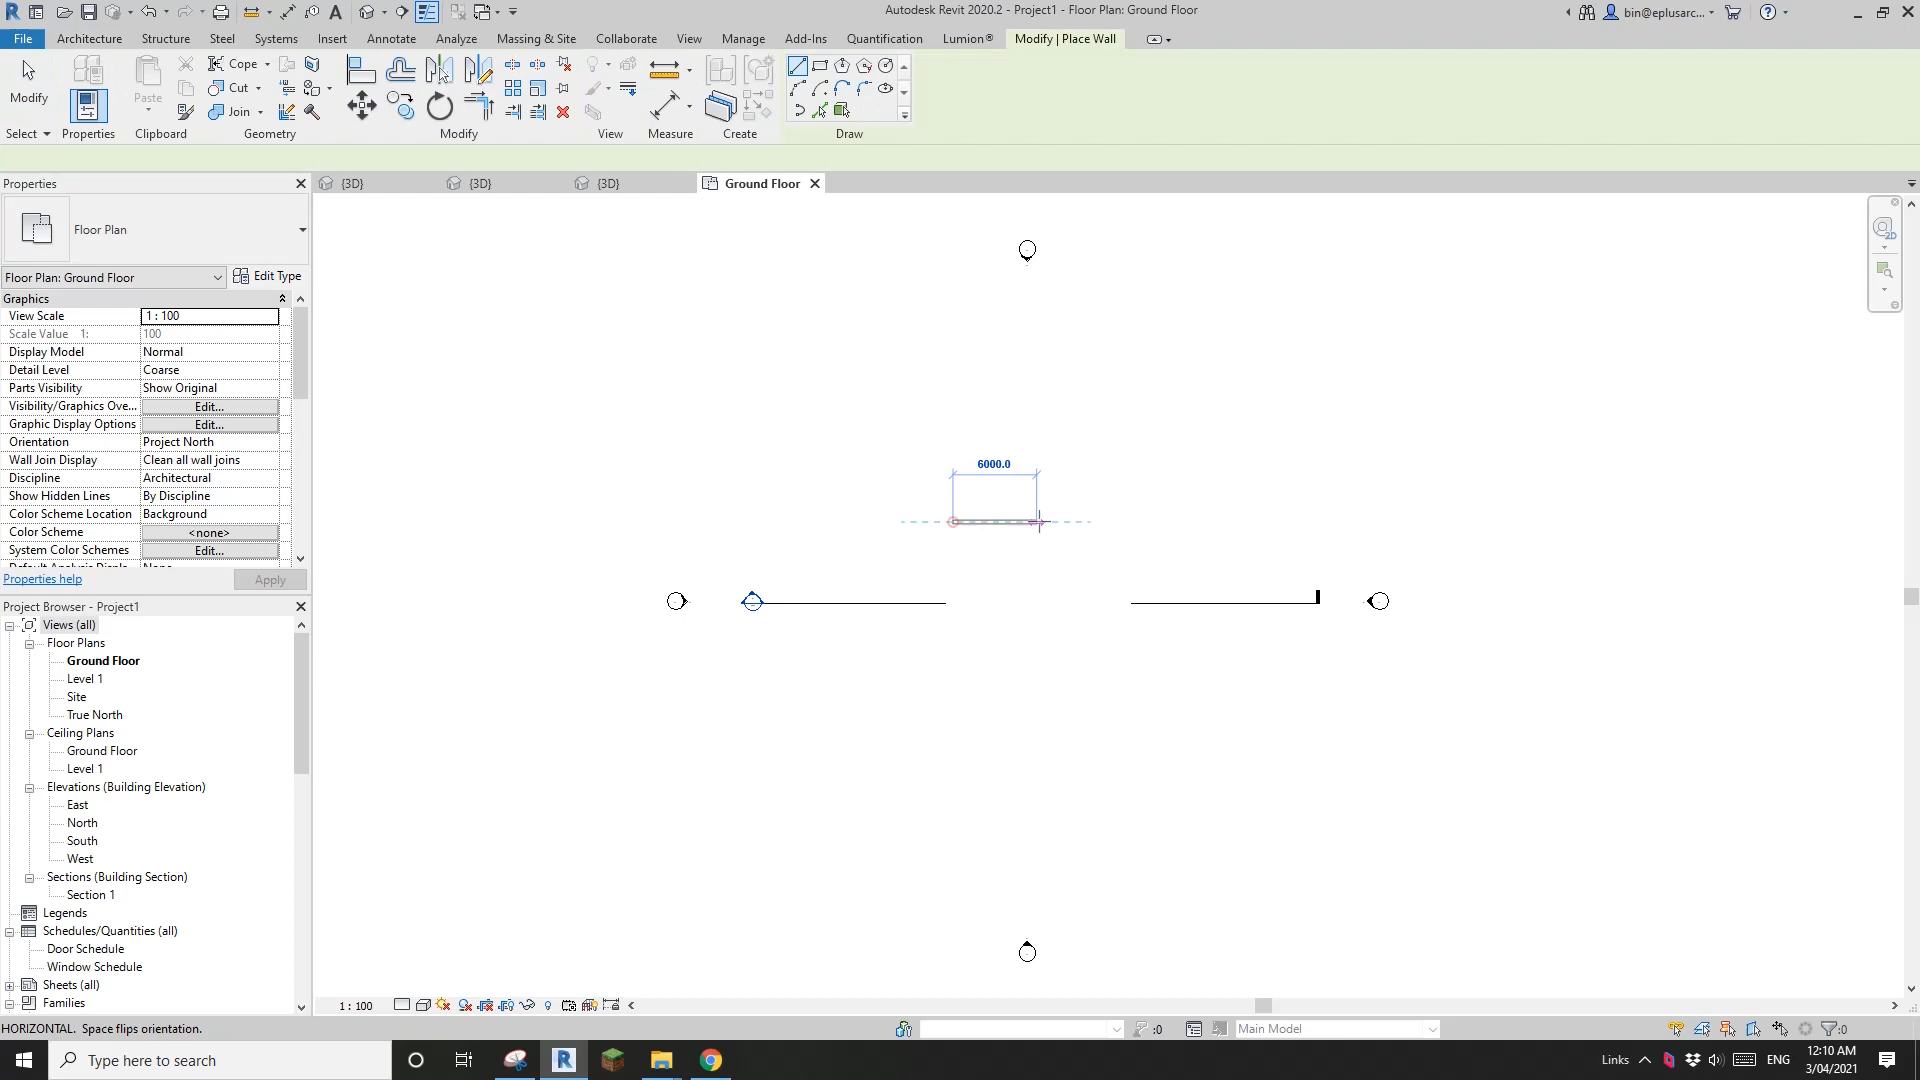 Autodesk Revit 2020.2 - Project1 - Floor Plan: Ground Floor
bin@eplusarc...
File Architecture Structure Steel Systems Insert Annotate Analyze Massing & Site Collaborate View Manage Add-Ins Quantification Lumion® Modify | Place Wall
Modify
Paste
Cope
Cut
Join
Select Properties Clipboard Geometry Modify View Measure Create Draw
Properties
{3D} {3D} {3D} Ground Floor
Floor Plan
Floor Plan: Ground Floor Edit Type
Graphics
View Scale 1 : 100
Scale Value 1: 100
Display Model Normal
Detail Level Coarse
Parts Visibility Show Original
Visibility/Graphics Ove... Edit...
Graphic Display Options Edit...
Orientation Project North
Wall Join Display Clean all wall joins
Discipline Architectural
Show Hidden Lines By Discipline
Color Scheme Location Background
Color Scheme <none>
System Color Schemes Edit...
Properties help Apply
6000.0
Project Browser - Project1
Views (all)
Floor Plans
Ground Floor
Level 1
Site
True North
Ceiling Plans
Ground Floor
Level 1
Elevations (Building Elevation)
East
North
South
West
Sections (Building Section)
Section 1
Legends
Schedules/Quantities (all)
Door Schedule
Window Schedule
Sheets (all)
Families
1 : 100
HORIZONTAL. Space flips orientation.
:0
Main Model
:0
Type here to search
Links
ENG
12:10 AM
3/04/2021